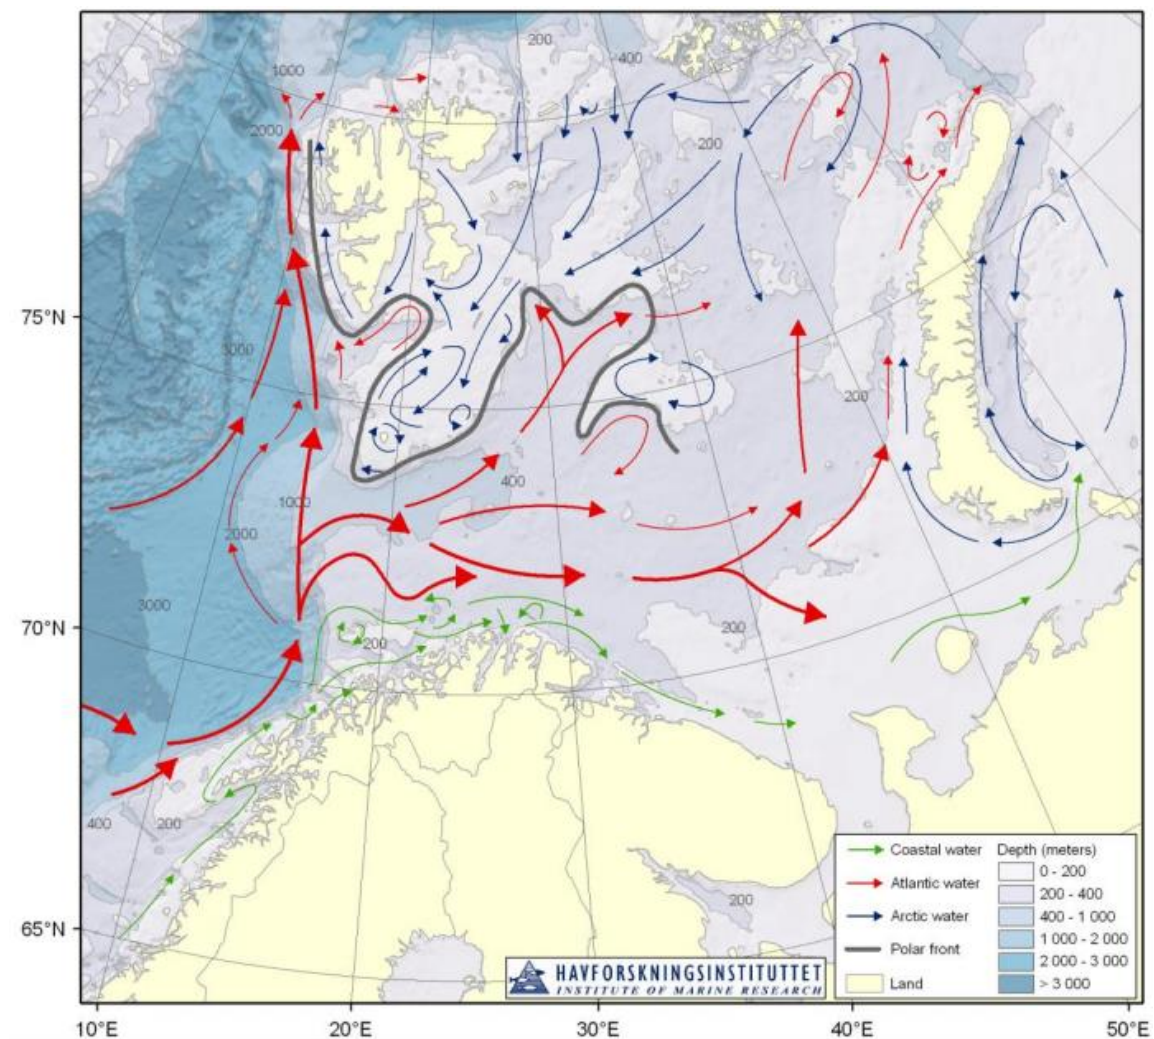 200
400
1000
2000
200
75°N
3000
200
400
1000
2000
3000
70°N
200
200
400
200
200
65°N
Coastal water
Atlantic water
Arctic water
Polar front
Land
Depth (meters)
0 - 200
200 - 400
400 - 1 000
1 000 - 2 000
2 000 - 3 000
> 3 000
HAVFORSKNINGSINSTITUTTET
INSTITUTE OF MARINE RESEARCH
10°E
20°E
30°E
40°E
50°E